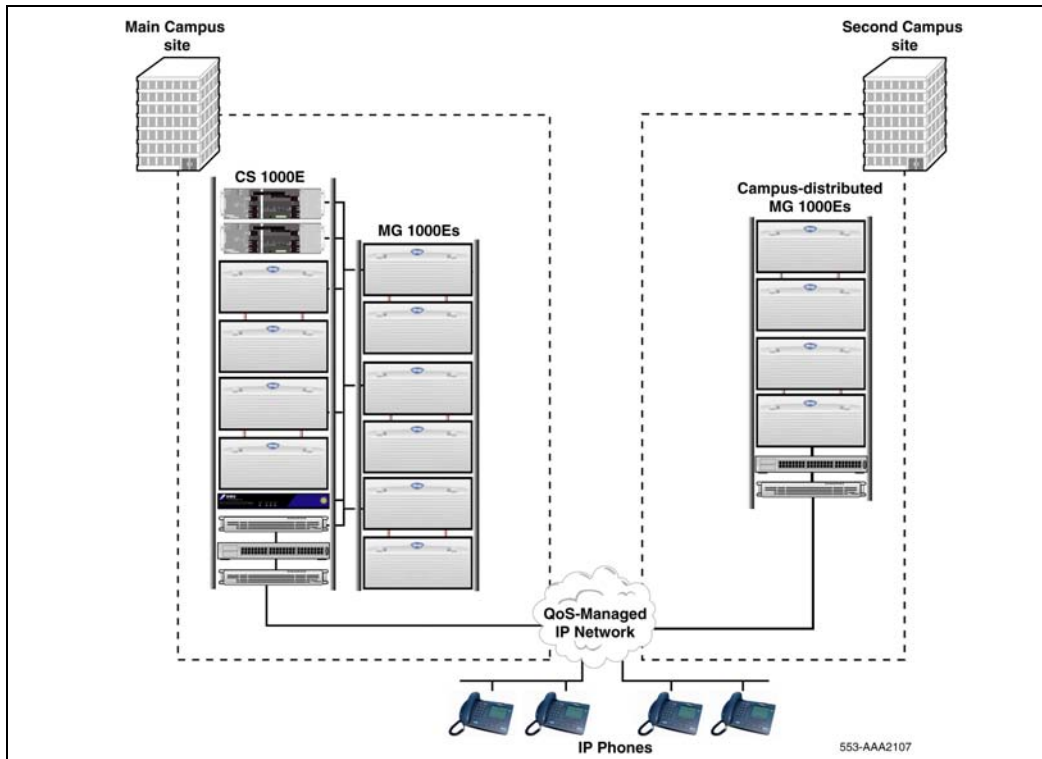 Main Campus
site
Second Campus
site
CS 1000E
MG 1000Es
Campus-distributed
MG 1000Es
QoS-Managed
IP Network
IP Phones
553-AAA2107